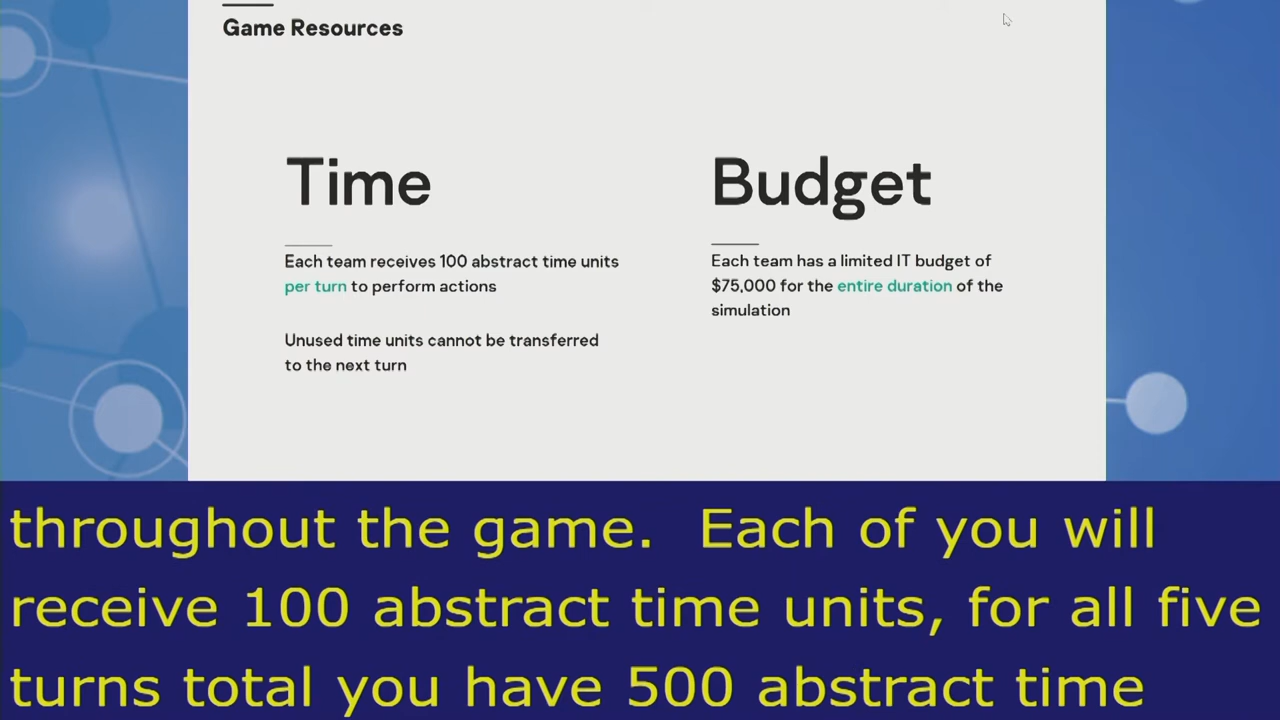 Game Resources
Time
Each team receives 100 abstract time units
per turn to perform actions
Unused time units cannot be transferred
to the next turn
Budget
Each team has a limited IT budget of
$75,000 for the entire duration of the
simulation
throughout the game.  Each of you will
receive 100 abstract time units, for all five
turns total you have 500 abstract time